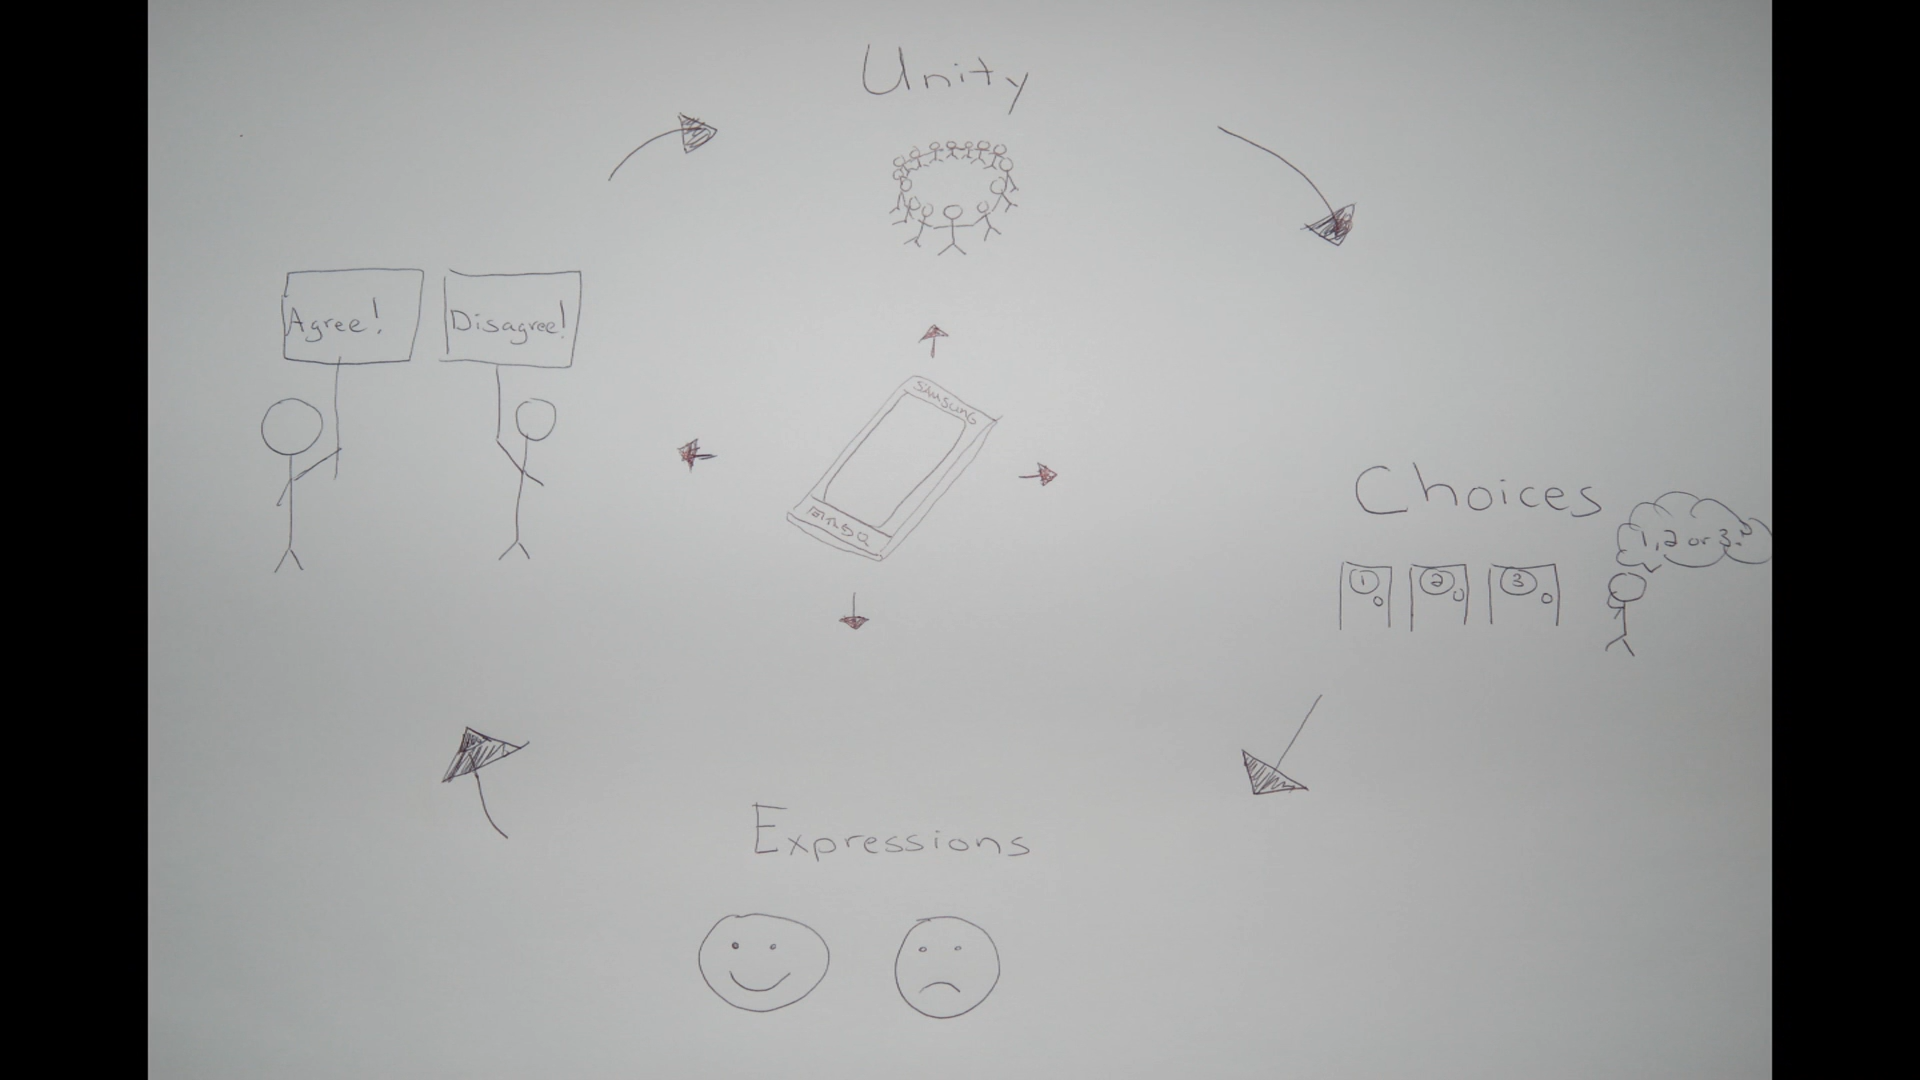 Unity
Agree!
Disagree!
SAMSUNG
Choices
1, 2 or 3?
1
2
3
Expressions